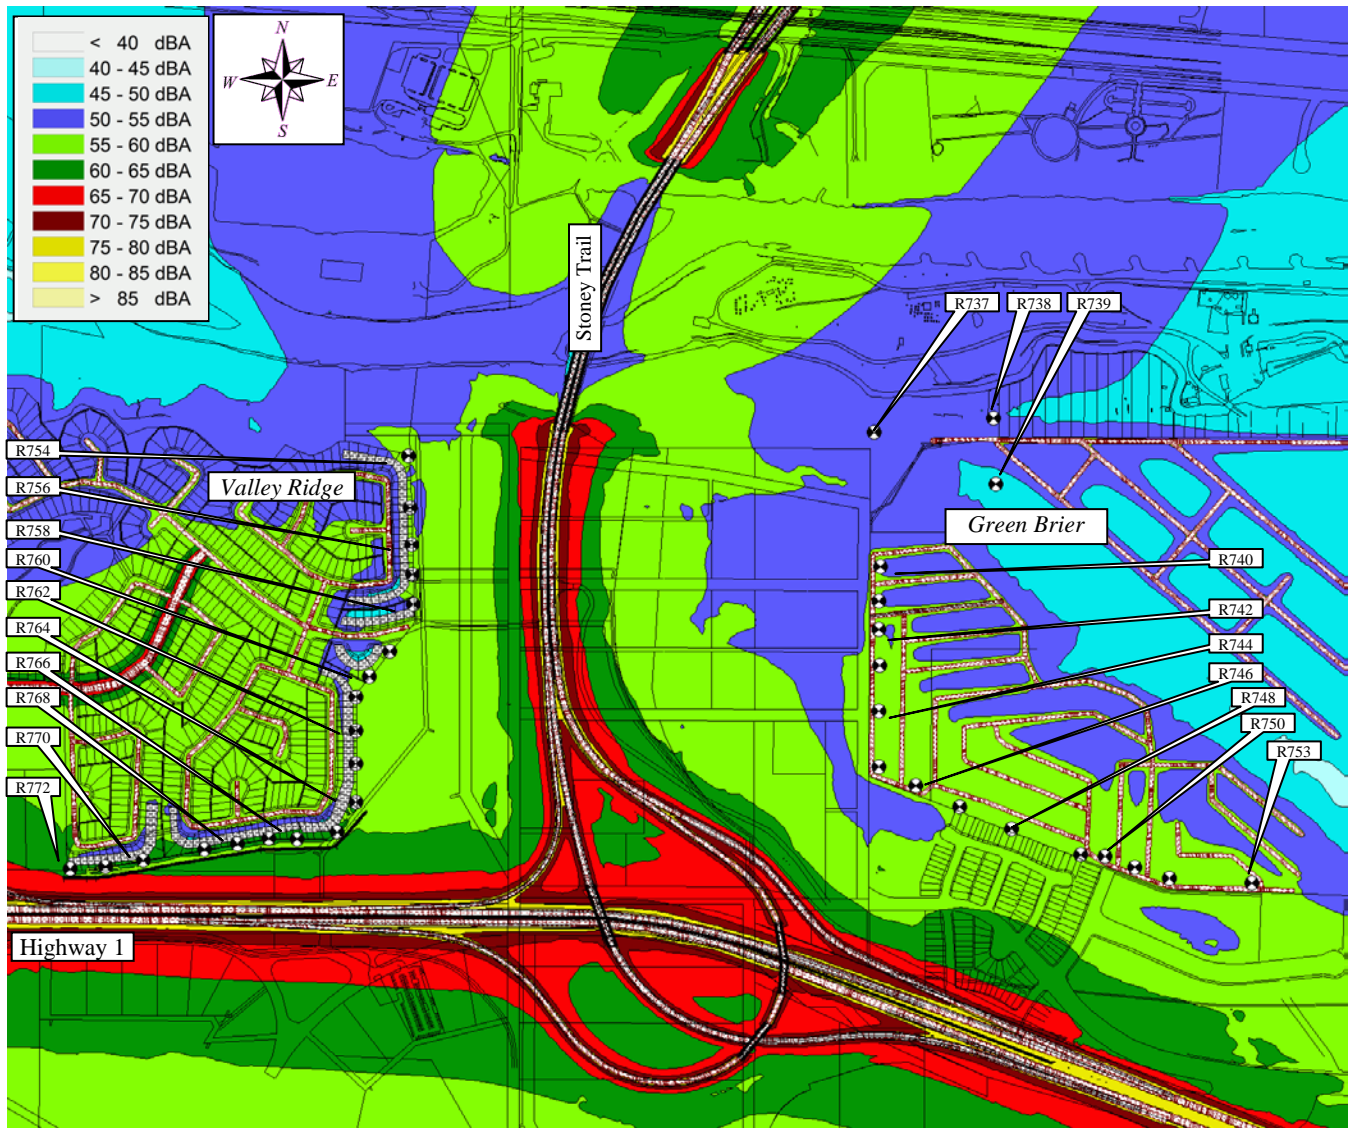 < 40 dBA
40 - 45 dBA
45 - 50 dBA
50 - 55 dBA
55 - 60 dBA
60 - 65 dBA
65 - 70 dBA
70 - 75 dBA
75 - 80 dBA
80 - 85 dBA
> 85 dBA
N
W E
S
Stoney Trail
R737 R738 R739
R754
Valley Ridge
R756
R758
R760
R762
R764
R766
R768
R770
R772
Green Brier
R740
R742
R744
R746
R748
R750
R753
Highway 1